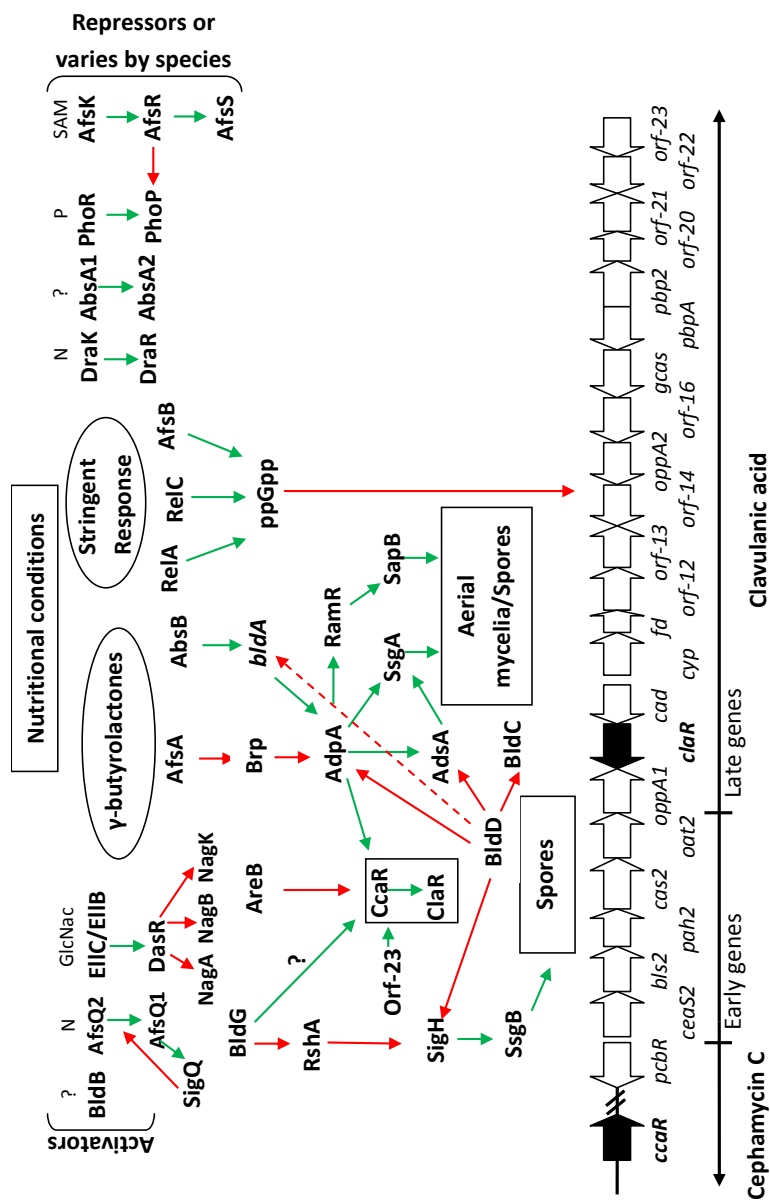 Nutritional conditions
Activators
?
BldB
N
AfsQ2
AfsQ1
SigQ
GlcNac
EIIC/EIIB
DasR
NagA
NagB
NagK
γ-butyrolactones
AfsA
Brp
AbsB
bldA
Stringent
Response
RelA
RelC
AfsB
ppGpp
N
DraK
DraR
?
AbsA1
AbsA2
P
PhoR
PhoP
SAM
AfsK
AfsR
AfsS
Repressors or
varies by species
BldG
RshA
SigH
SsgB
Spores
?
AreB
Orf-23
CcaR
ClaR
AdpA
RamR
SapB
SsgA
AdsA
BldD
BldC
Aerial
mycelia/Spores
ccaR
pcbR
ceaS2
bls2
pah2
cas2
oat2
oppA1
claR
cad
cyp
fd
orf-12
orf-13
orf-14
oppA2
orf-16
gcas
pbpA
pbp2
orf-20
orf-21
orf-22
orf-23
Early genes
Late genes
Cephamycin C
Clavulanic acid